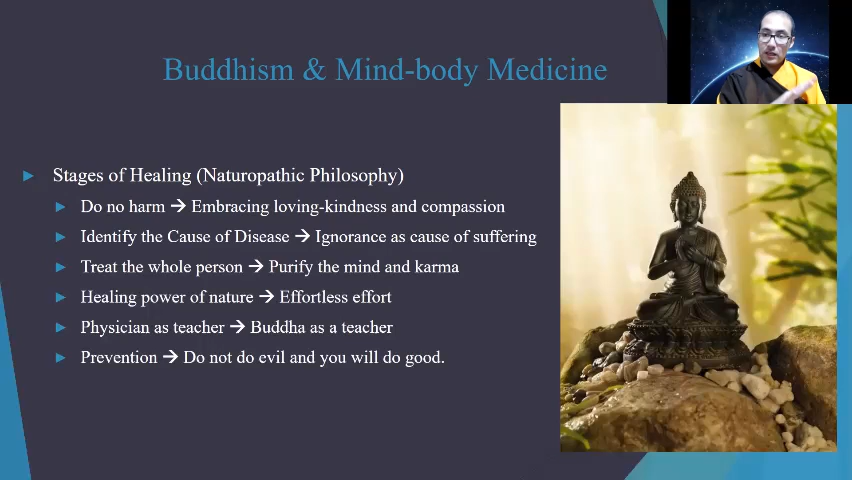 Buddhism & Mind-body Medicine
Stages of Healing (Naturopathic Philosophy)
Do no harm → Embracing loving-kindness and compassion
Identify the Cause of Disease → Ignorance as cause of suffering
Treat the whole person → Purify the mind and karma
Healing power of nature → Effortless effort
Physician as teacher → Buddha as a teacher
Prevention → Do not do evil and you will do good.